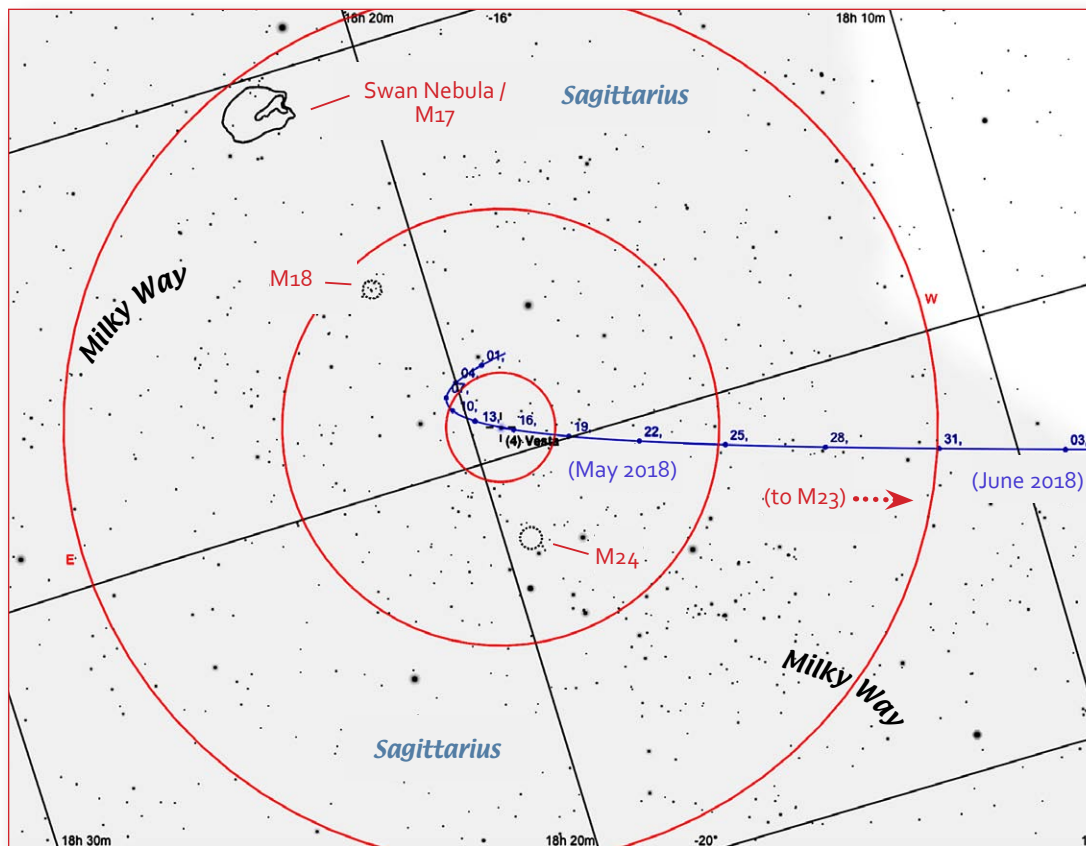 18h 20m
-16°
18h 10m
Swan Nebula /
M17
Sagittarius
Milky Way
M18
W
01,
04,
07,
10,
13,
16,
19,
22,
25,
28,
31,
03,
(4) Vesta
(May 2018)
(to M23)
(June 2018)
E
M24
Milky Way
Sagittarius
18h 30m
18h 20m
-20°
1